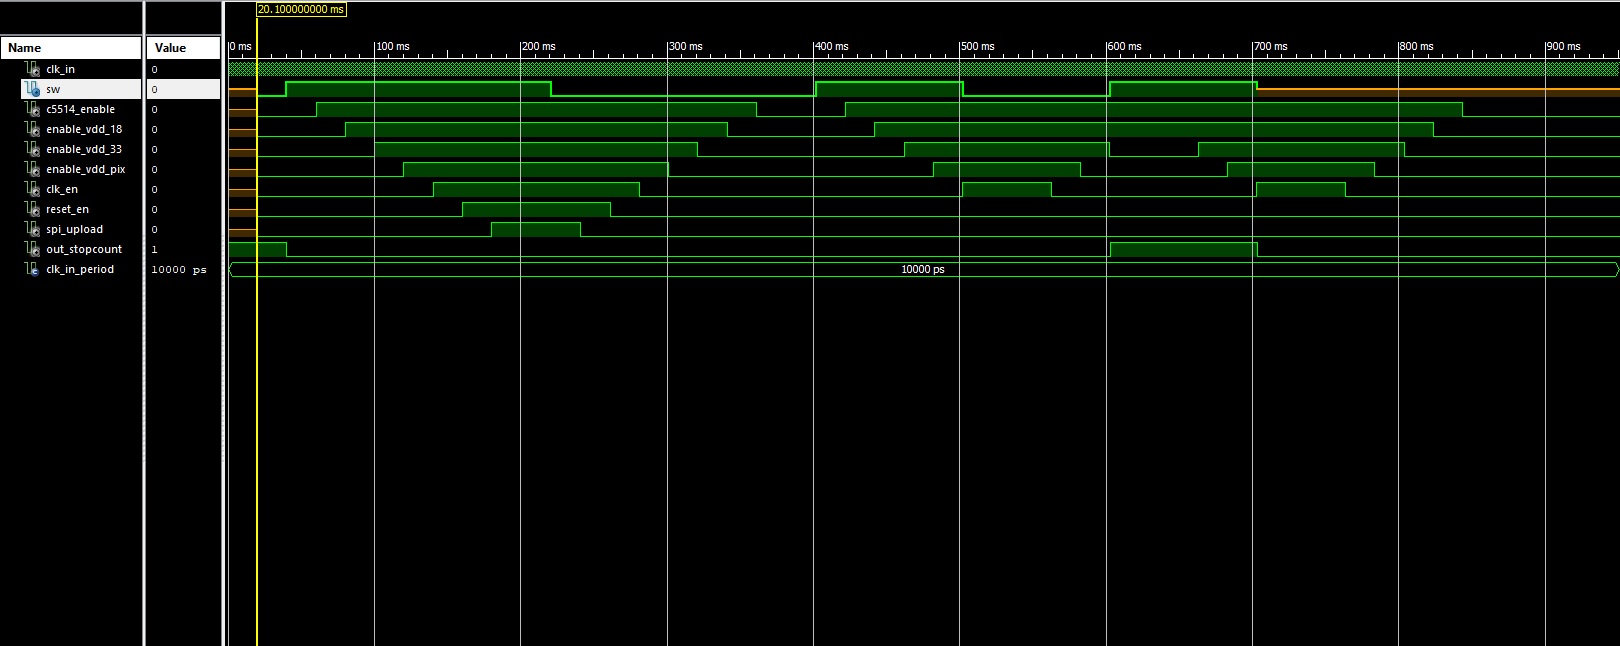 20.100000000 ms
Name Value 0 ms 100 ms 200 ms 300 ms 400 ms 500 ms 600 ms 700 ms 800 ms 900 ms
clk_in 0
sw 0
c5514_enable 0
enable_vdd_18 0
enable_vdd_33 0
enable_vdd_pix 0
clk_en 0
reset_en 0
spi_upload 0
out_stopcount 1
clk_in_period 10000 ps 10000 ps